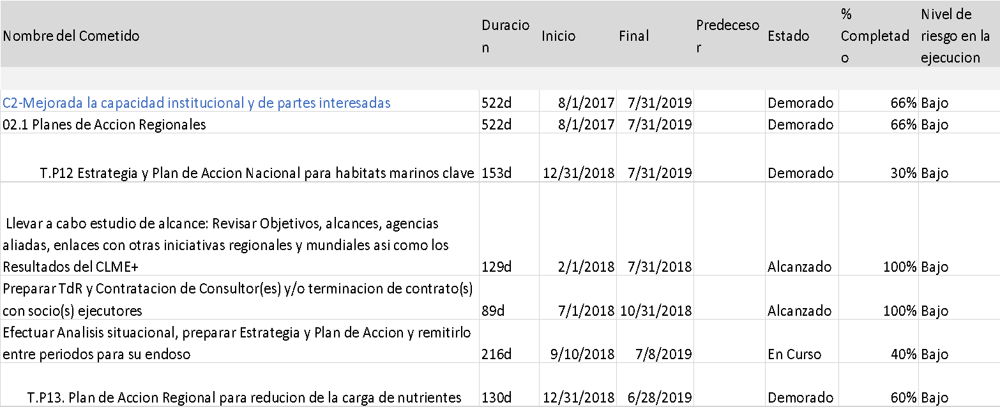 Nombre del Cometido Duracio
n Inicio Final Predeceso
r Estado %
Completad
o Nivel de
riesgo en la
ejecucion
C2-Mejorada la capacidad institucional y de partes interesadas 522d 8/1/2017 7/31/2019 Demorado 66% Bajo
02.1 Planes de Accion Regionales 522d 8/1/2017 7/31/2019 Demorado 66% Bajo
T.P12 Estrategia y Plan de Accion Nacional para habitats marinos clave 153d 12/31/2018 7/31/2019 Demorado 30% Bajo
Llevar a cabo estudio de alcance: Revisar Objetivos, alcances, agencias
aliadas, enlaces con otras iniciativas regionales y mundiales asi como los
Resultados del CLME+ 129d 2/1/2018 7/31/2018 Alcanzado 100% Bajo
Preparar TdR y Contratacion de Consultor(es) y/o terminacion de contrato(s)
con socio(s) ejecutores 89d 7/1/2018 10/31/2018 Alcanzado 100% Bajo
Efectuar Analisis situacional, preparar Estrategia y Plan de Accion y remitirlo
entre periodos para su endoso 216d 9/10/2018 7/8/2019 En Curso 40% Bajo
T.P13. Plan de Accion Regional para reducion de la carga de nutrientes 130d 12/31/2018 6/28/2019 Demorado 60% Bajo